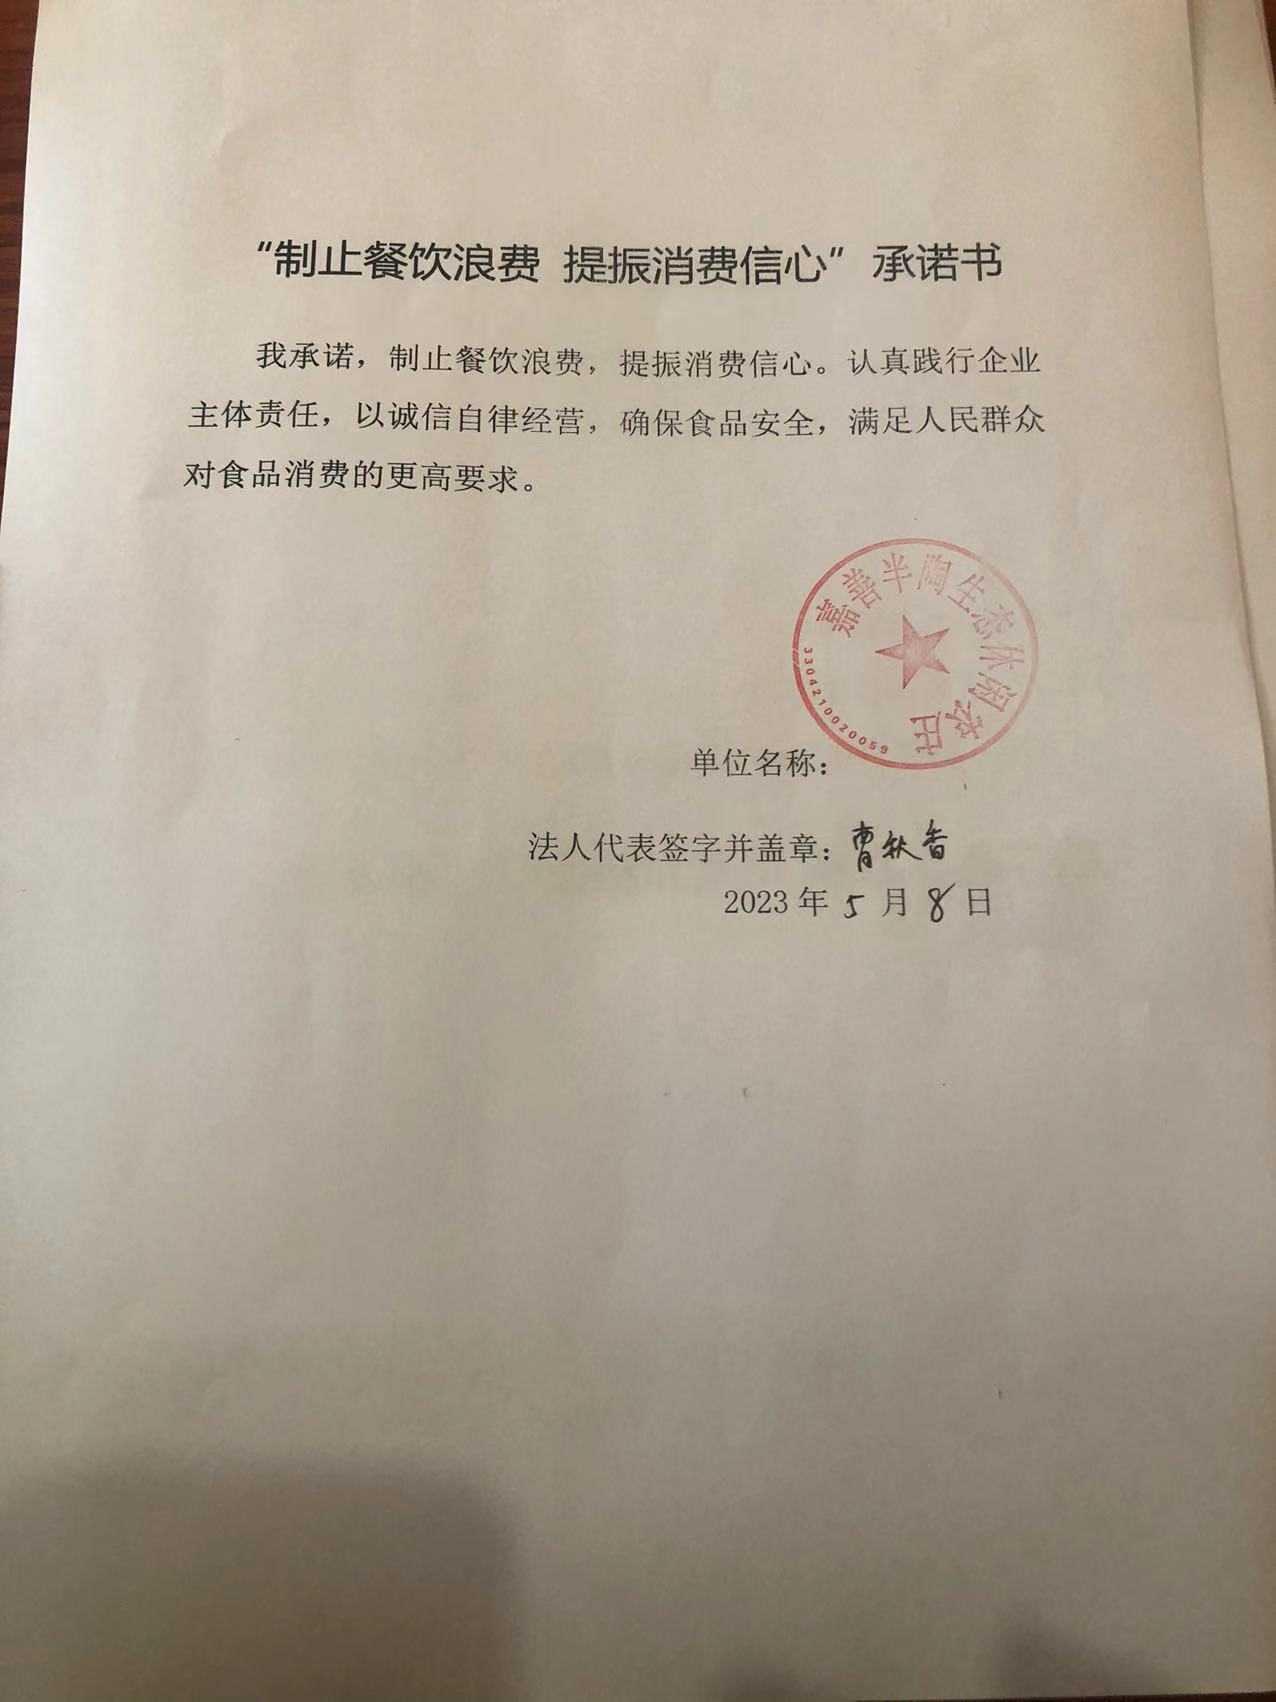 “制止餐饮浪费 提振消费信心”承诺书
我承诺，制止餐饮浪费，提振消费信心。认真践行企业
主体责任，以诚信自律经营，确保食品安全，满足人民群众
对食品消费的更高要求。
嘉善半陶生态休闲农庄
3304210020059
单位名称：
法人代表签字并盖章：曹秋香
2023年5月8日